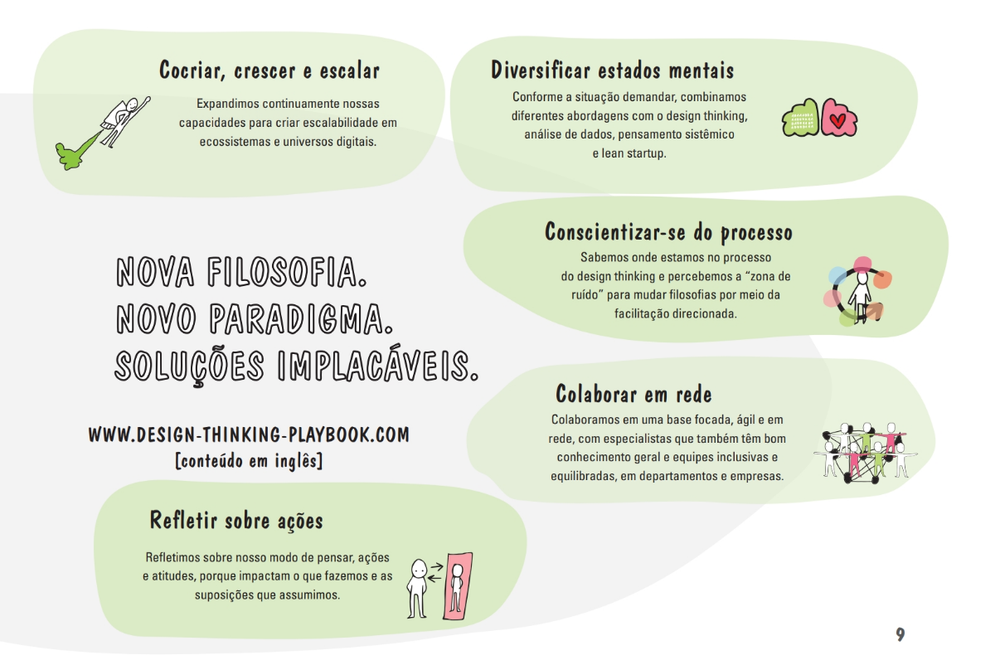 Cocriar, crescer e escalar
Expandimos continuamente nossas
capacidades para criar escalabilidade em
ecossistemas e universos digitais.
Diversificar estados mentais
Conforme a situação demandar, combinamos
diferentes abordagens com o design thinking,
análise de dados, pensamento sistêmico
e lean startup.
Conscientizar-se do processo
Sabemos onde estamos no processo
do design thinking e percebemos a “zona de
ruído” para mudar filosofias por meio da
facilitação direcionada.
NOVA FILOSOFIA.
NOVO PARADIGMA.
SOLUÇÕES IMPLACÁVEIS.
WWW.DESIGN-THINKING-PLAYBOOK.COM
[conteúdo em inglês]
Colaborar em rede
Colaboramos em uma base focada, ágil e em
rede, com especialistas que também têm bom
conhecimento geral e equipes inclusivas e
equilibradas, em departamentos e empresas.
Refletir sobre ações
Refletimos sobre nosso modo de pensar, ações
e atitudes, porque impactam o que fazemos e as
suposições que assumimos.
9